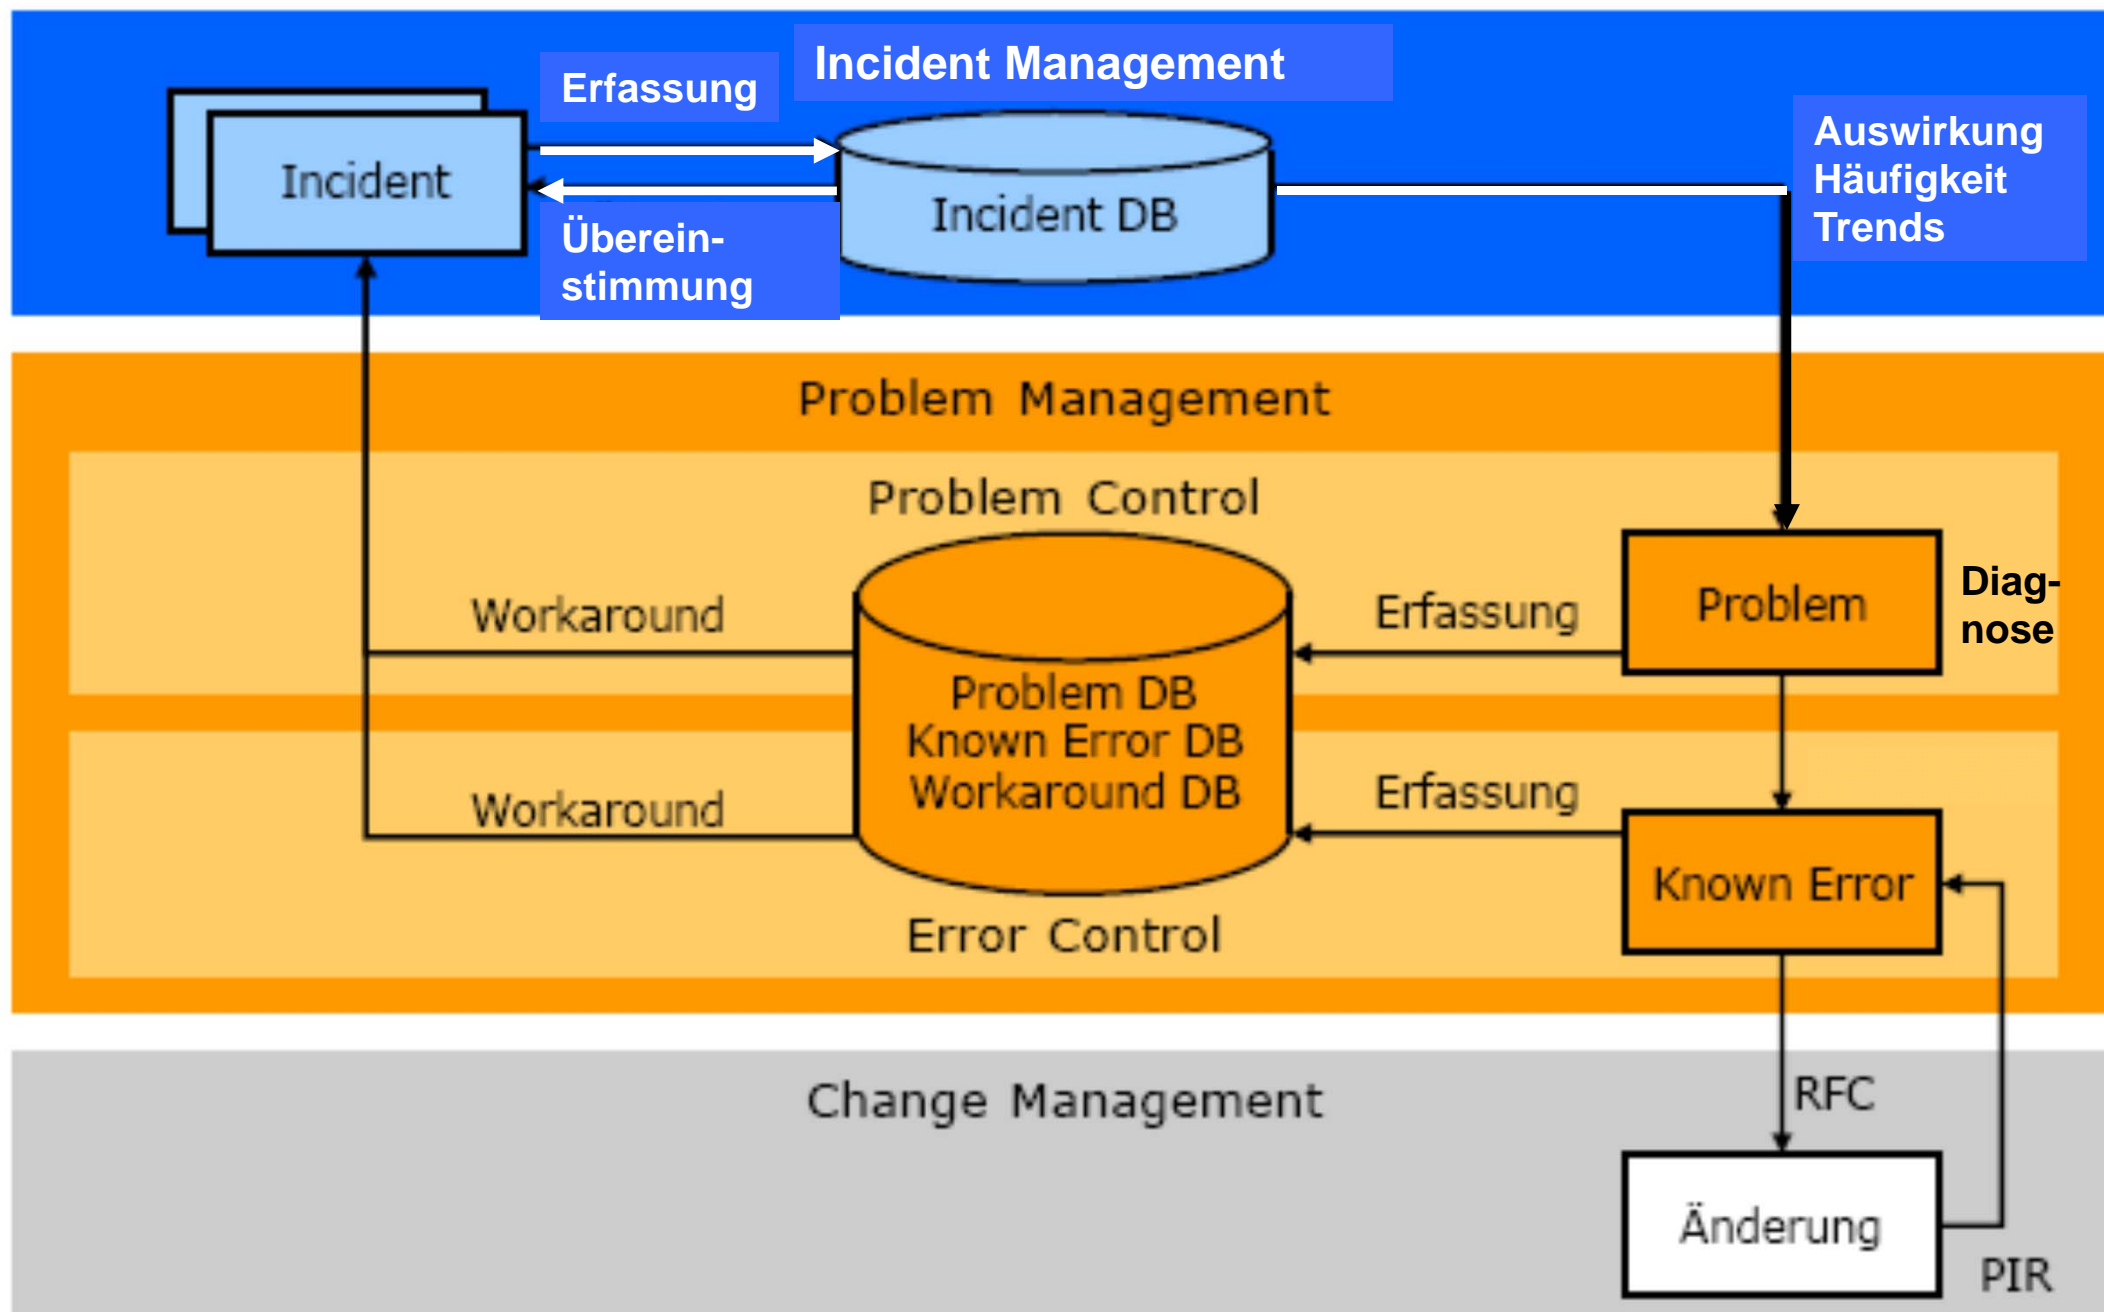 Incident Management
Erfassung
Incident
Incident DB
Überein-
stimmung
Auswirkung
Häufigkeit
Trends
Problem Management
Problem Control
Workaround
Erfassung
Problem
Diag-
nose
Problem DB
Known Error DB
Workaround DB
Workaround
Erfassung
Known Error
Error Control
Change Management
RFC
Änderung
PIR